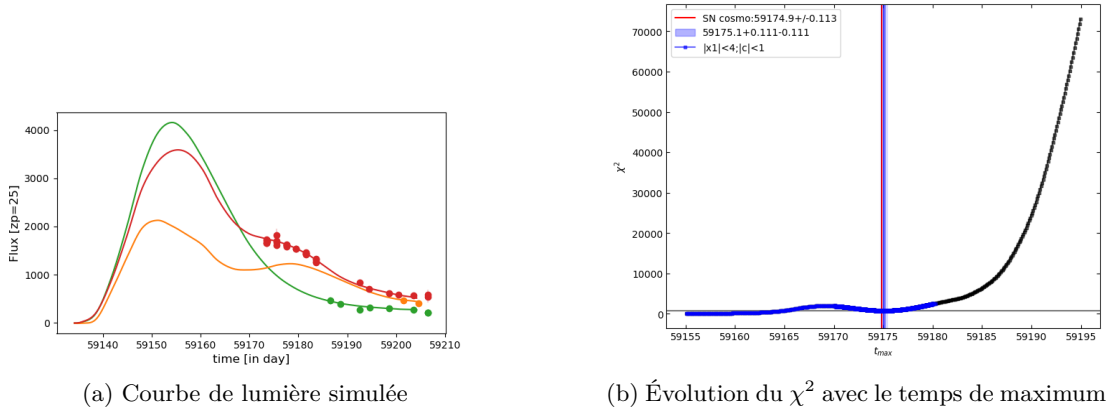 4000
3000
2000
1000
0
Flux [zp=25]
59140 59150 59160 59170 59180 59190 59200 59210
time [in day]
(a) Courbe de lumière simulée
SN cosmo:59174.9+/-0.113
59175.1+0.111-0.111
|x1|<4;|c|<1
70000
60000
50000
40000
30000
20000
10000
0
χ²
59155 59160 59165 59170 59175 59180 59185 59190 59195
t_max
(b) Évolution du χ² avec le temps de maximum